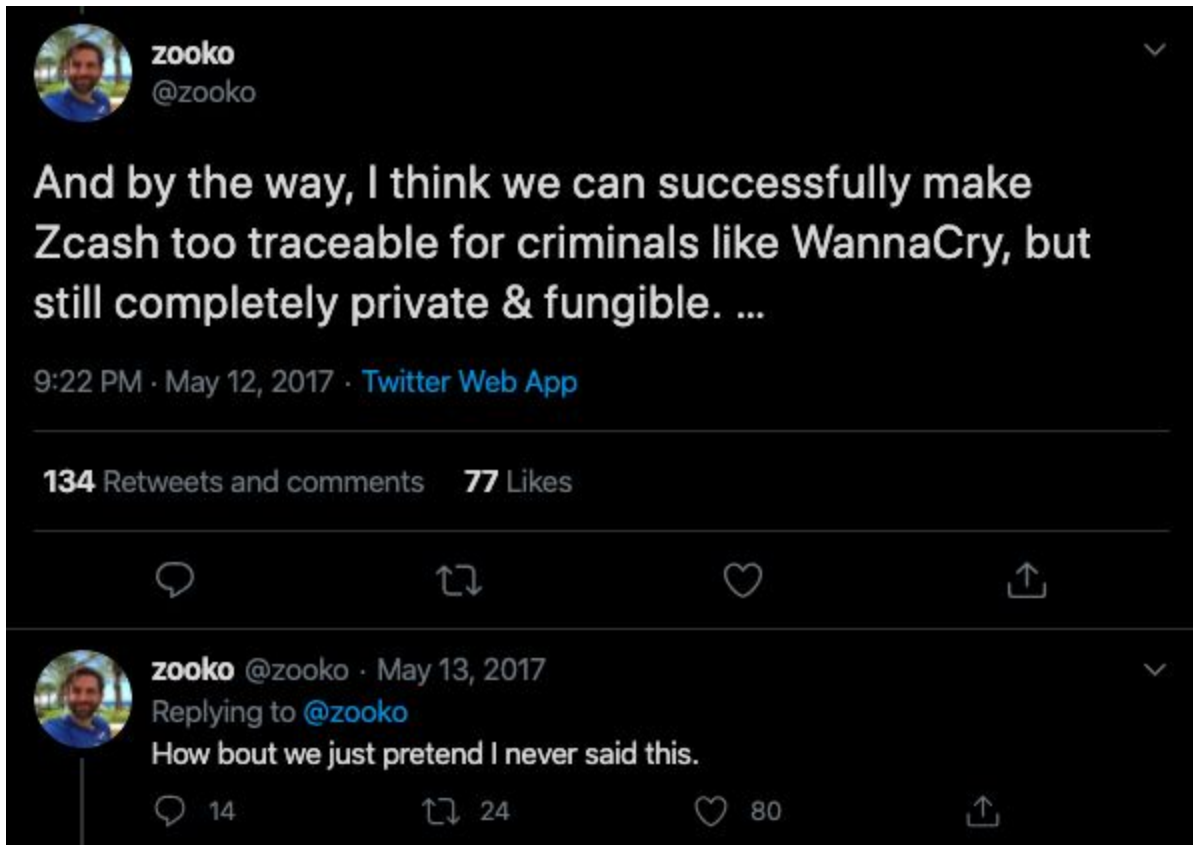 zooko
@zooko
And by the way, I think we can successfully make
Zcash too traceable for criminals like WannaCry, but
still completely private & fungible. ...
9:22 PM · May 12, 2017 · Twitter Web App
134 Retweets and comments 77 Likes
zooko @zooko · May 13, 2017
Replying to @zooko
How bout we just pretend I never said this.
14 24 80